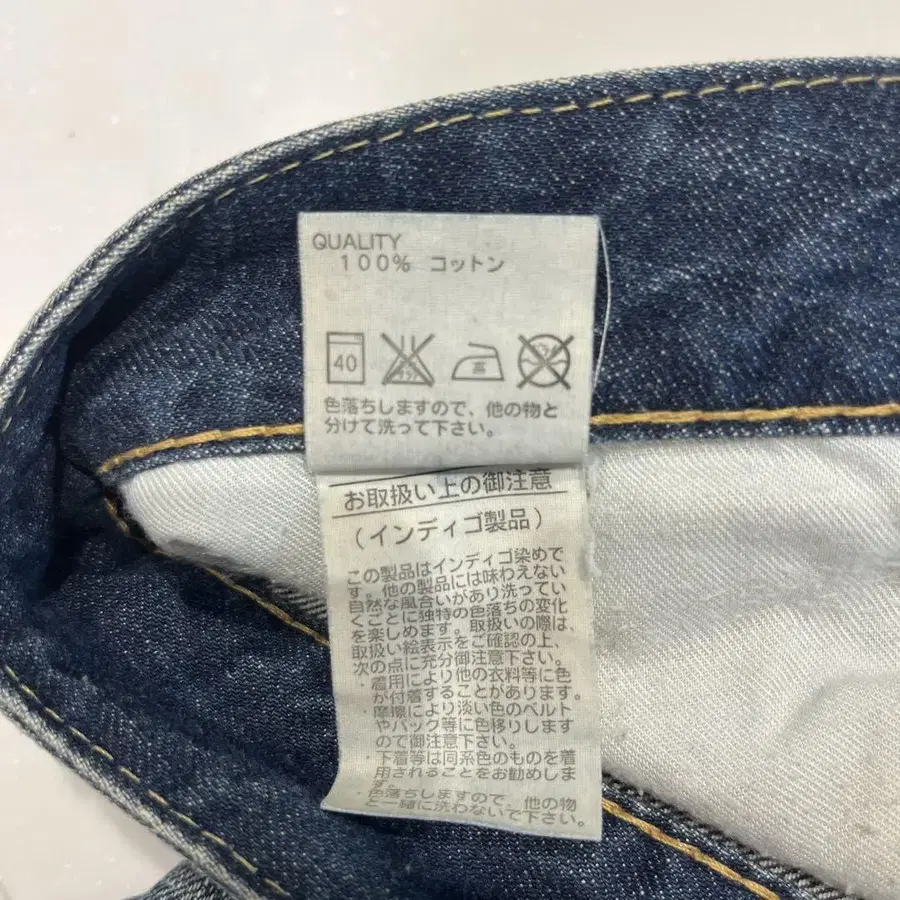 QUALITY
100% コットン
40
高
色落ちしますので、他の物と
分けて洗って下さい。
お取扱い上の御注意
(インディゴ製品)
この製品はインディゴ染めで
す。他の製品には味わえない
自然な風合いがあり洗ってい
くごとに独特の色落ちの変化
を楽しめます。取扱いの際は、
取扱い絵表示をご確認の上、
次の点に充分御注意下さい。
・着用により他の衣料等に色
が付着することがあります。
摩擦により淡い色のベルト
やバック等に色移りします
ので御注意下さい。
・下着等は同系色のものを着
用されることをお勧めしま
す。
・色落ちしますので、他の物
と一緒に洗わないで下さい。